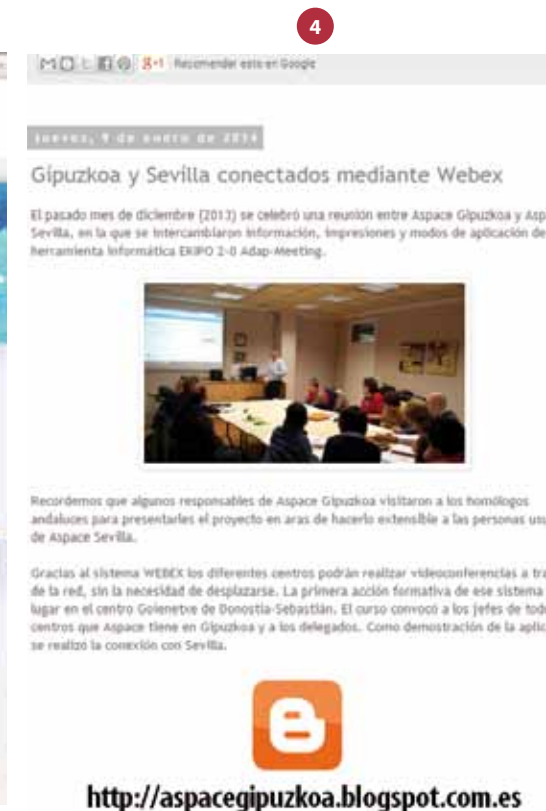 4
Recomendar esto en Google
jueves, 9 de enero de 2014
Gipuzkoa y Sevilla conectados mediante Webex
El pasado mes de diciembre (2013) se celebró una reunión entre Aspace Gipuzkoa y Asp
Sevilla, en la que se intercambiaron información, impresiones y modos de aplicación de
herramienta informática EKIPO 2-0 Adap-Meeting.
Recordemos que algunos responsables de Aspace Gipuzkoa visitaron a los homólogos
andaluces para presentarles el proyecto en aras de hacerlo extensible a las personas usu
de Aspace Sevilla.
Gracias al sistema WEBEX los diferentes centros podrán realizar videoconferencias a tra
de la red, sin la necesidad de desplazarse. La primera acción formativa de ese sistema
lugar en el centro Goienetxe de Donostia-Sebastián. El curso convocó a los jefes de tod
centros que Aspace tiene en Gipuzkoa y a los delegados. Como demostración de la aplic
se realizó la conexión con Sevilla.
http://aspacegipuzkoa.blogspot.com.es